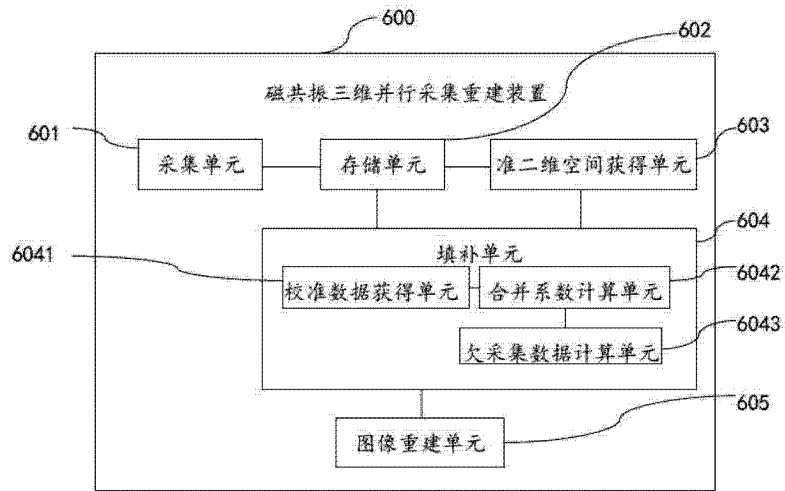 600
602
磁共振三维并行采集重建装置
601
603
采集单元
存储单元
准二维空间获得单元
604
填补单元
6041
6042
校准数据获得单元
合并系数计算单元
6043
欠采集数据计算单元
605
图像重建单元